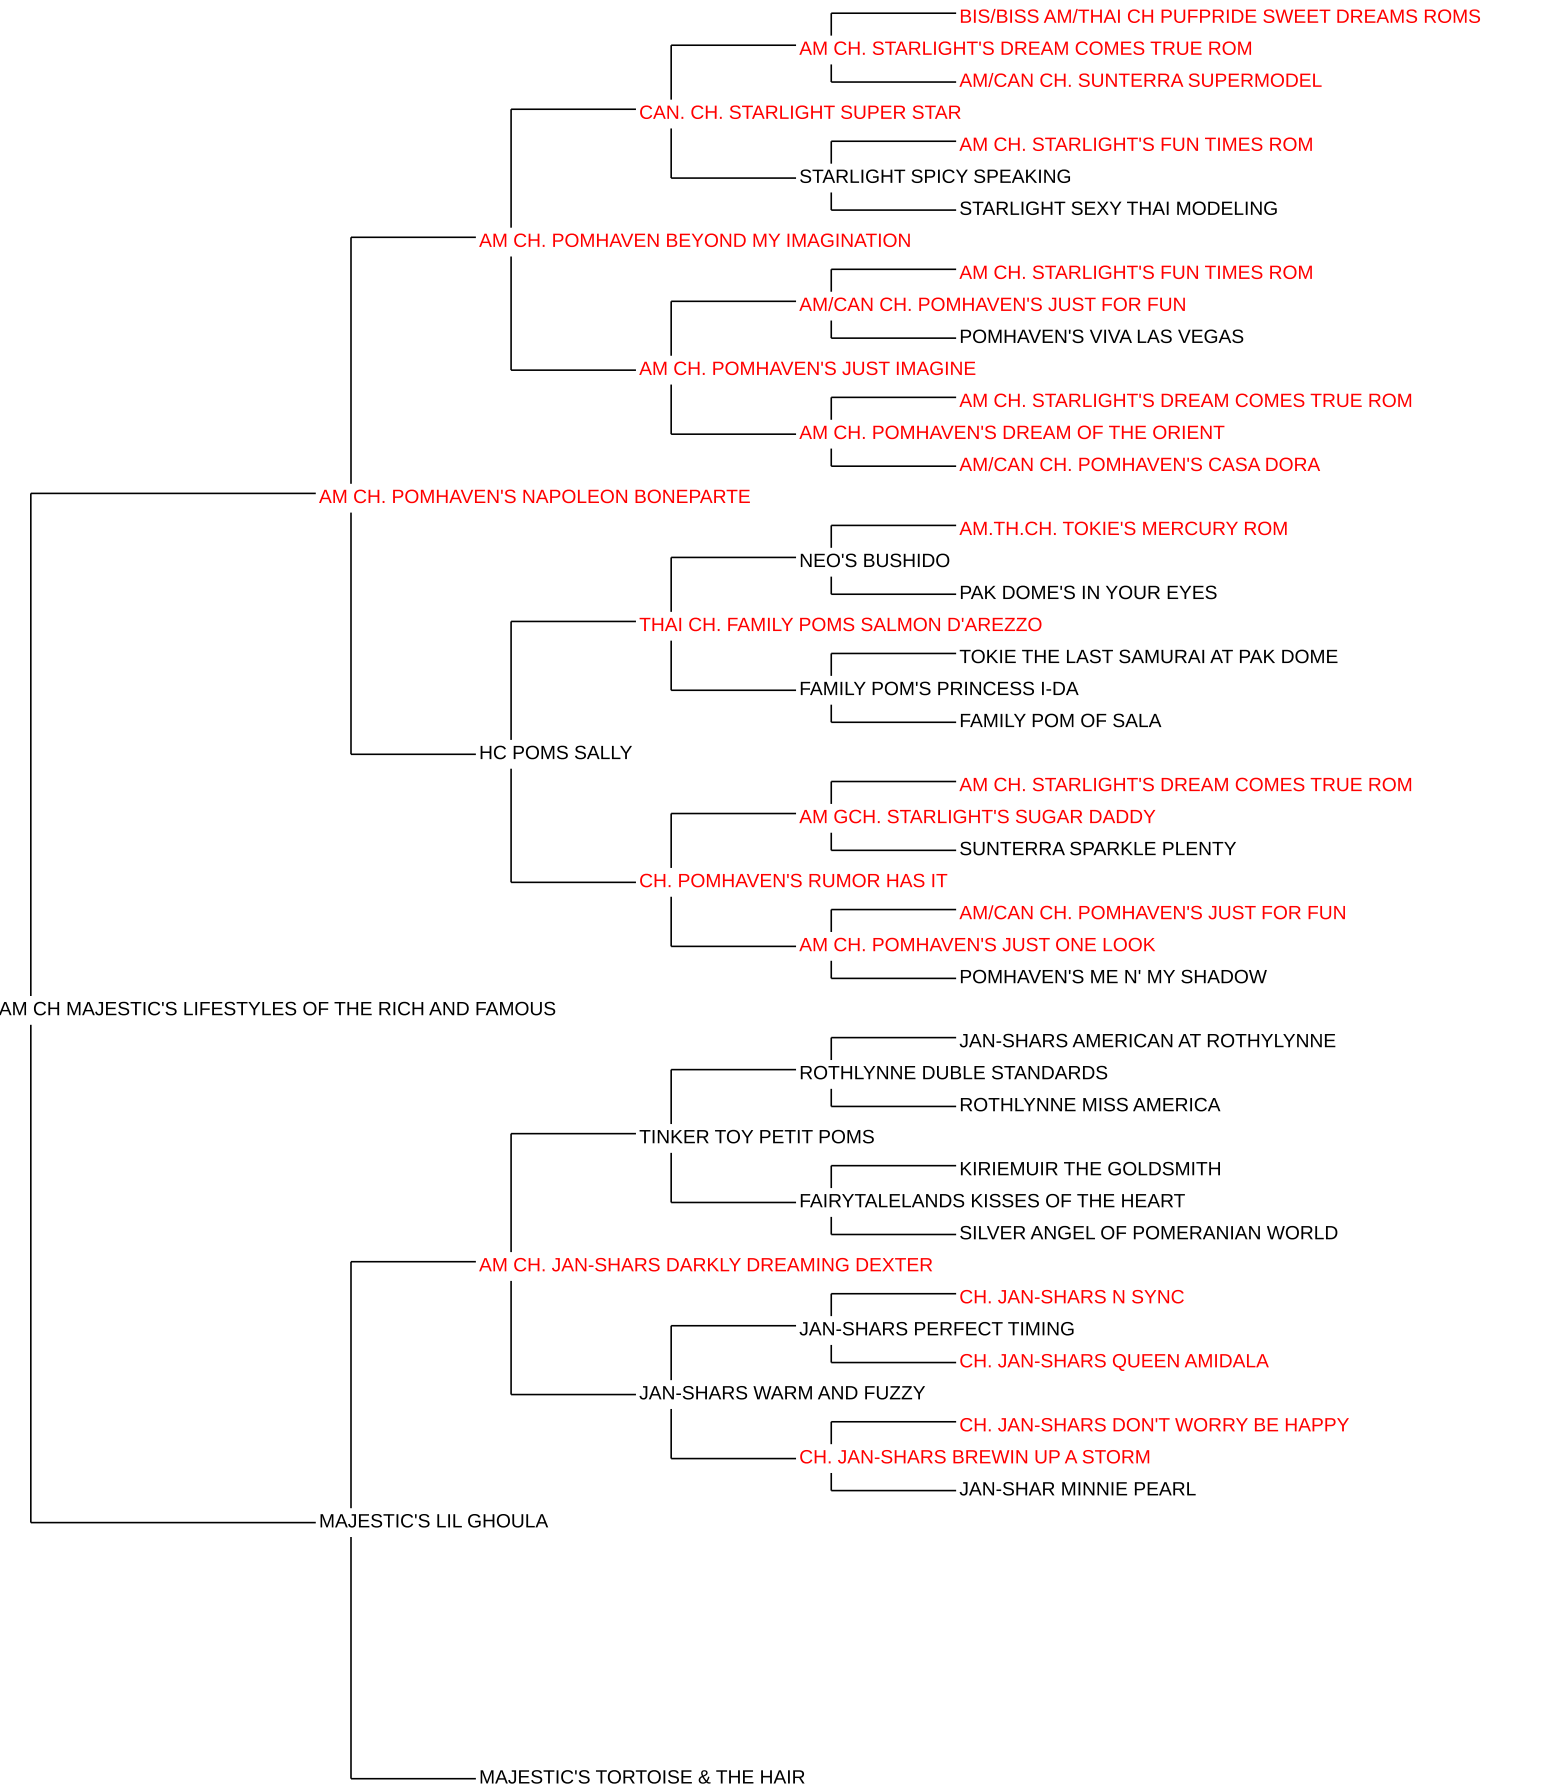 BIS/BISS AM/THAI CH PUFPRIDE SWEET DREAMS ROMS
AM CH. STARLIGHT'S DREAM COMES TRUE ROM
AM/CAN CH. SUNTERRA SUPERMODEL
CAN. CH. STARLIGHT SUPER STAR
AM CH. STARLIGHT'S FUN TIMES ROM
STARLIGHT SPICY SPEAKING
STARLIGHT SEXY THAI MODELING
AM CH. POMHAVEN BEYOND MY IMAGINATION
AM CH. STARLIGHT'S FUN TIMES ROM
AM/CAN CH. POMHAVEN'S JUST FOR FUN
POMHAVEN'S VIVA LAS VEGAS
AM CH. POMHAVEN'S JUST IMAGINE
AM CH. STARLIGHT'S DREAM COMES TRUE ROM
AM CH. POMHAVEN'S DREAM OF THE ORIENT
AM/CAN CH. POMHAVEN'S CASA DORA
AM CH. POMHAVEN'S NAPOLEON BONEPARTE
AM.TH.CH. TOKIE'S MERCURY ROM
NEO'S BUSHIDO
PAK DOME'S IN YOUR EYES
THAI CH. FAMILY POMS SALMON D'AREZZO
TOKIE THE LAST SAMURAI AT PAK DOME
FAMILY POM'S PRINCESS I-DA
FAMILY POM OF SALA
HC POMS SALLY
AM CH. STARLIGHT'S DREAM COMES TRUE ROM
AM GCH. STARLIGHT'S SUGAR DADDY
SUNTERRA SPARKLE PLENTY
CH. POMHAVEN'S RUMOR HAS IT
AM/CAN CH. POMHAVEN'S JUST FOR FUN
AM CH. POMHAVEN'S JUST ONE LOOK
POMHAVEN'S ME N' MY SHADOW
AM CH MAJESTIC'S LIFESTYLES OF THE RICH AND FAMOUS
JAN-SHARS AMERICAN AT ROTHYLYNNE
ROTHLYNNE DUBLE STANDARDS
ROTHLYNNE MISS AMERICA
TINKER TOY PETIT POMS
KIRIEMUIR THE GOLDSMITH
FAIRYTALELANDS KISSES OF THE HEART
SILVER ANGEL OF POMERANIAN WORLD
AM CH. JAN-SHARS DARKLY DREAMING DEXTER
CH. JAN-SHARS N SYNC
JAN-SHARS PERFECT TIMING
CH. JAN-SHARS QUEEN AMIDALA
JAN-SHARS WARM AND FUZZY
CH. JAN-SHARS DON'T WORRY BE HAPPY
CH. JAN-SHARS BREWIN UP A STORM
JAN-SHAR MINNIE PEARL
MAJESTIC'S LIL GHOULA
MAJESTIC'S TORTOISE & THE HAIR